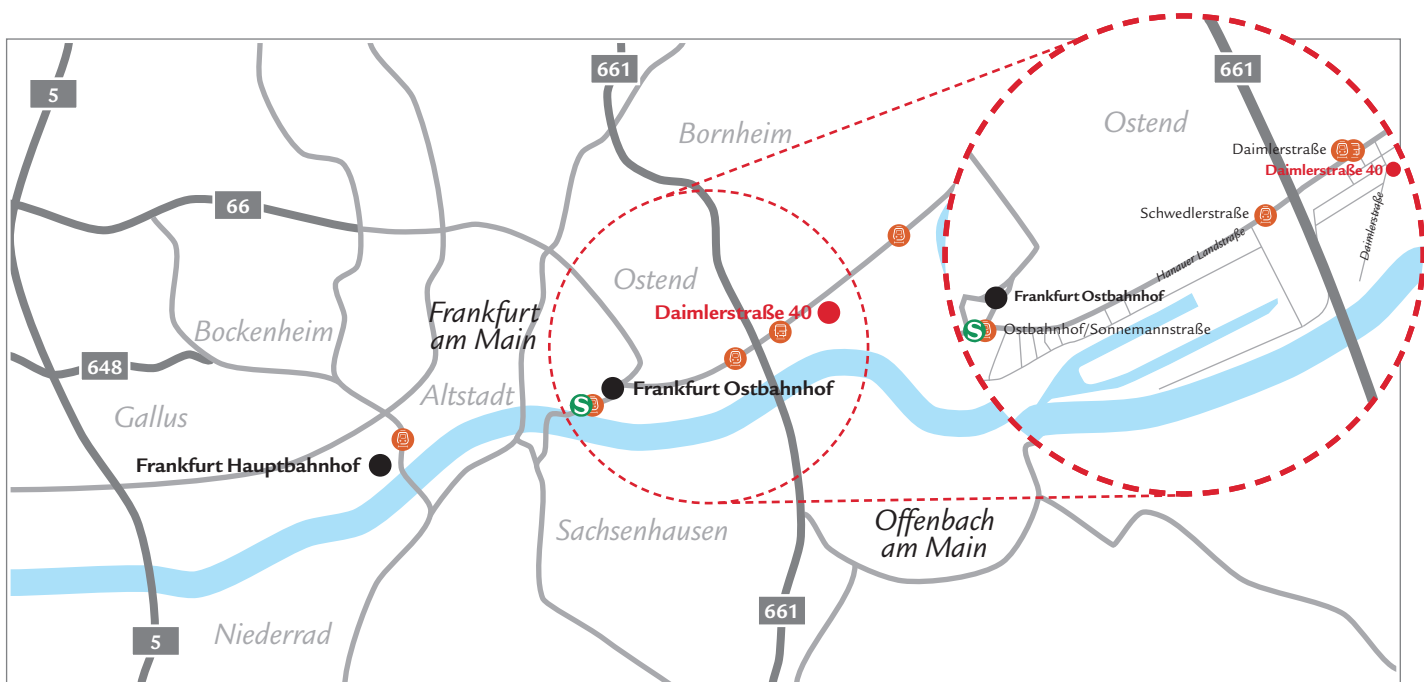 5
661
Bornheim
66
Ostend
Daimlerstraße 40
Frankfurt
am Main
Bockenheim
648
Altstadt
Gallus
Frankfurt Ostbahnhof
S
Frankfurt Hauptbahnhof
Sachsenhausen
Offenbach
am Main
661
Niederrad
5
661
Ostend
Daimlerstraße
Daimlerstraße 40
Schwedlerstraße
Daimlerstraße
Hanauer Landstraße
Frankfurt Ostbahnhof
S
Ostbahnhof/Sonnemannstraße